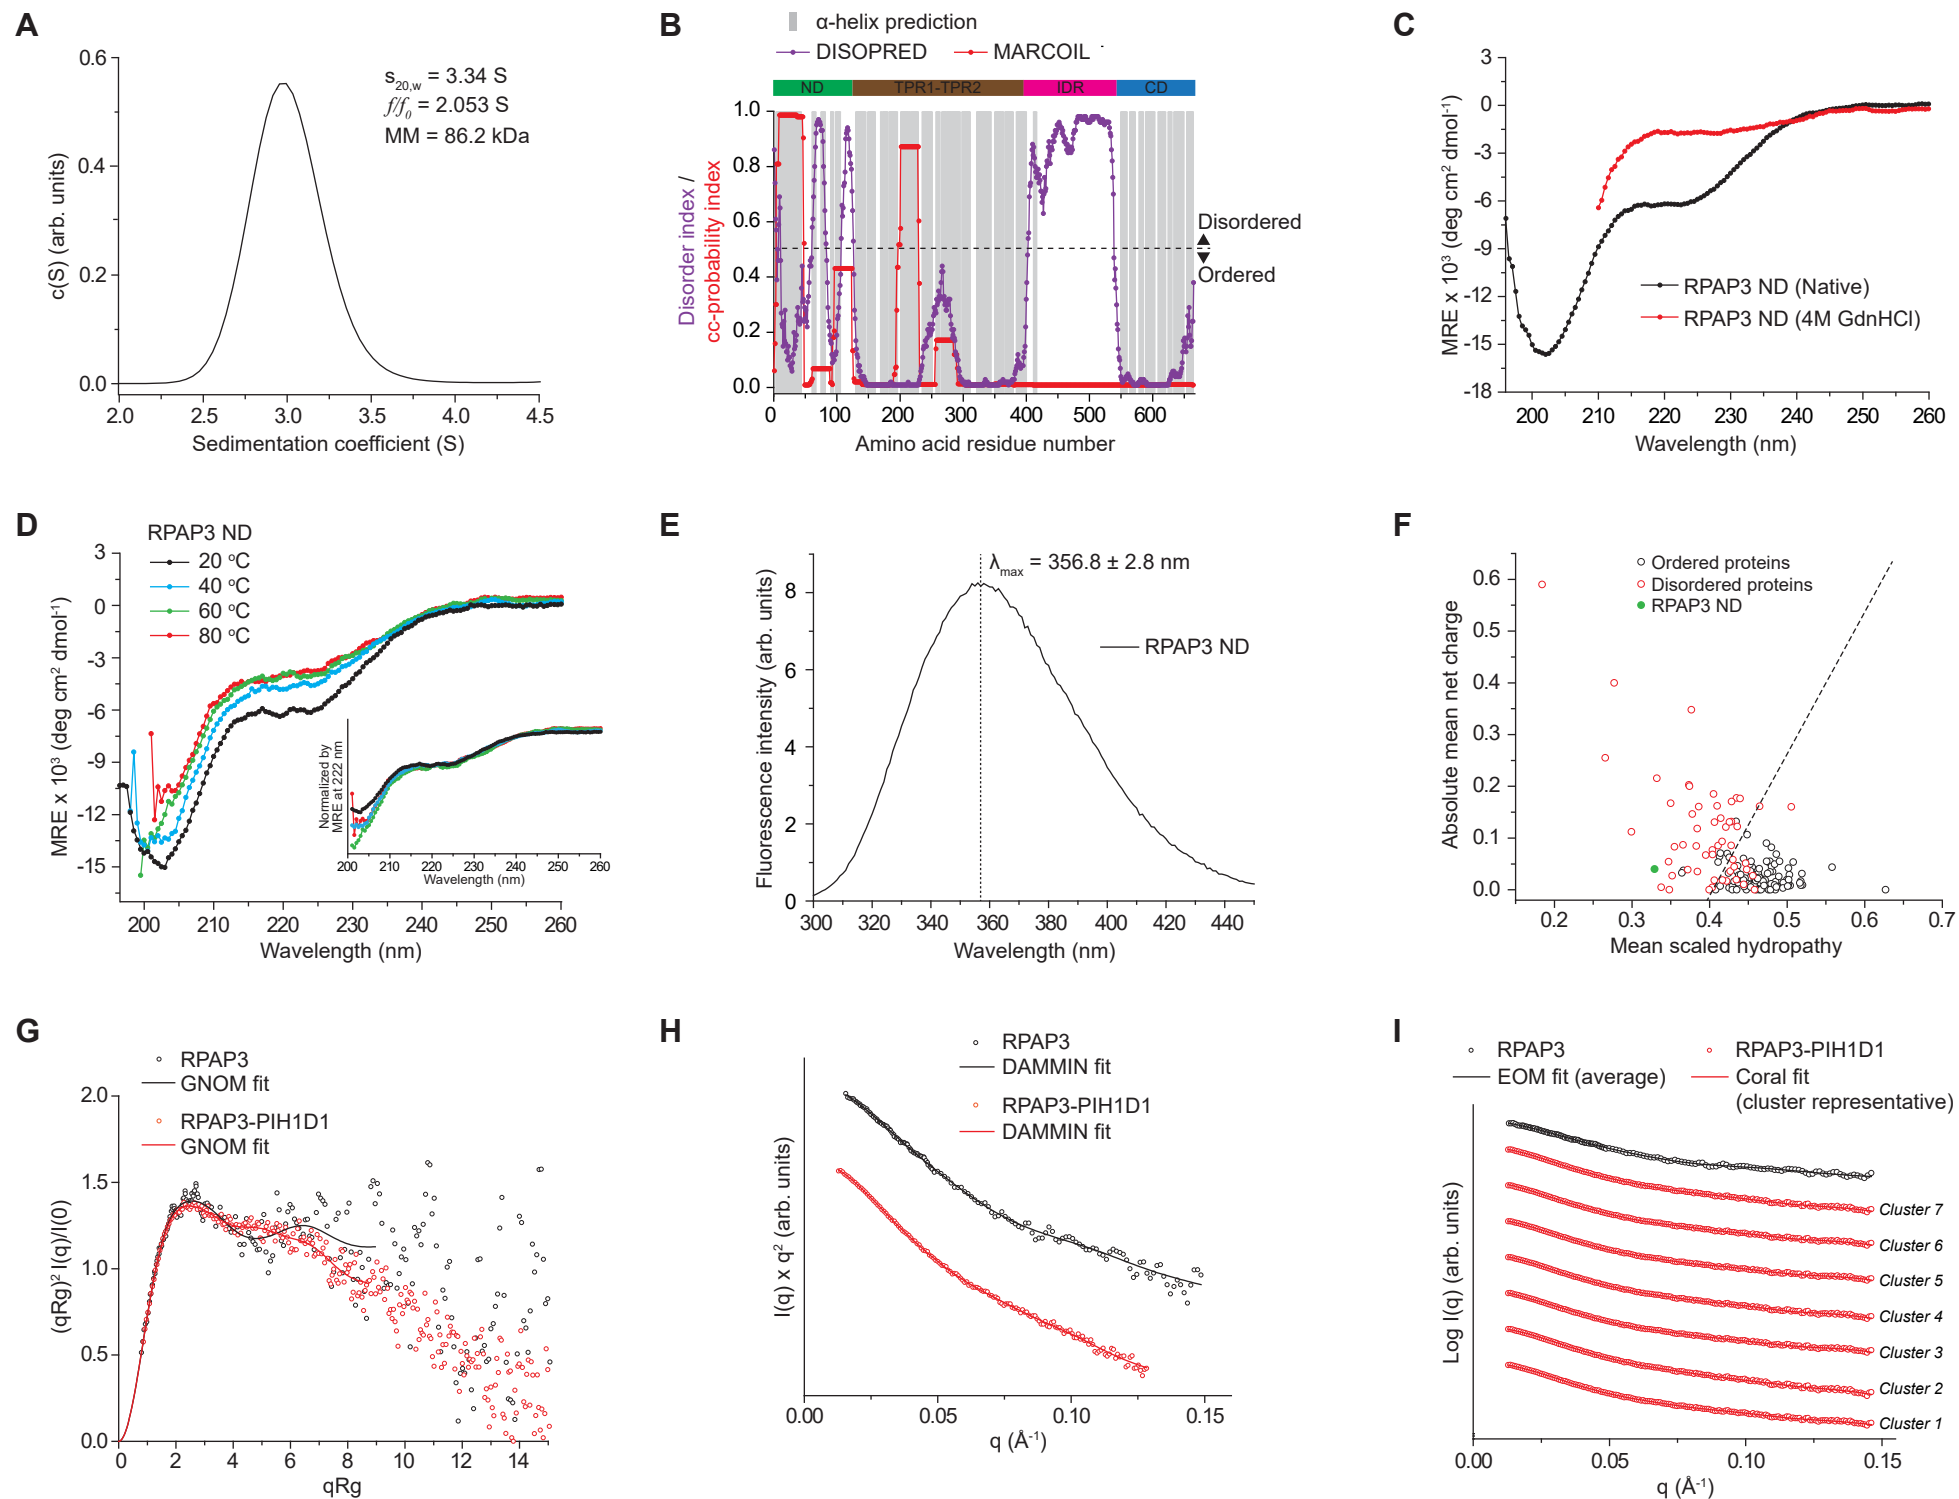 A
0.6
0.4
0.2
0.0
c(S) (arb. units)
2.0 2.5 3.0 3.5 4.0 4.5
Sedimentation coefficient (S)
s20,w = 3.34 S
f/f0 = 2.053 S
MM = 86.2 kDa
B
α-helix prediction
DISOPRED MARCOIL
ND TPR1-TPR2 IDR CD
1.0
0.8
0.6
0.4
0.2
0.0
Disorder index /
cc-probability index
Disordered
Ordered
0 100 200 300 400 500 600
Amino acid residue number
C
3
0
-3
-6
-9
-12
-15
-18
MRE x 10³ (deg cm² dmol-¹)
RPAP3 ND (Native)
RPAP3 ND (4M GdnHCl)
200 210 220 230 240 250 260
Wavelength (nm)
D
RPAP3 ND
20 °C
40 °C
60 °C
80 °C
3
0
-3
-6
-9
-12
-15
MRE x 10³ (deg cm² dmol-¹)
Normalized by
MRE at 222 nm
200 210 220 230 240 250 260
Wavelength (nm)
200 210 220 230 240 250 260
Wavelength (nm)
E
λmax = 356.8 ± 2.8 nm
RPAP3 ND
8
6
4
2
0
Fluorescence intensity (arb. units)
300 320 340 360 380 400 420 440
Wavelength (nm)
F
Ordered proteins
Disordered proteins
RPAP3 ND
0.6
0.5
0.4
0.3
0.2
0.1
0.0
Absolute mean net charge
0.2 0.3 0.4 0.5 0.6 0.7
Mean scaled hydropathy
G
RPAP3
GNOM fit
RPAP3-PIH1D1
GNOM fit
2.0
1.5
1.0
0.5
0.0
(qRg)² I(q)/I(0)
0 2 4 6 8 10 12 14
qRg
H
RPAP3
DAMMIN fit
RPAP3-PIH1D1
DAMMIN fit
I(q) x q² (arb. units)
0.00 0.05 0.10 0.15
q (Å-¹)
I
RPAP3 RPAP3-PIH1D1
EOM fit (average) Coral fit
(cluster representative)
Log I(q) (arb. units)
Cluster 7
Cluster 6
Cluster 5
Cluster 4
Cluster 3
Cluster 2
Cluster 1
0.00 0.05 0.10 0.15
q (Å-¹)